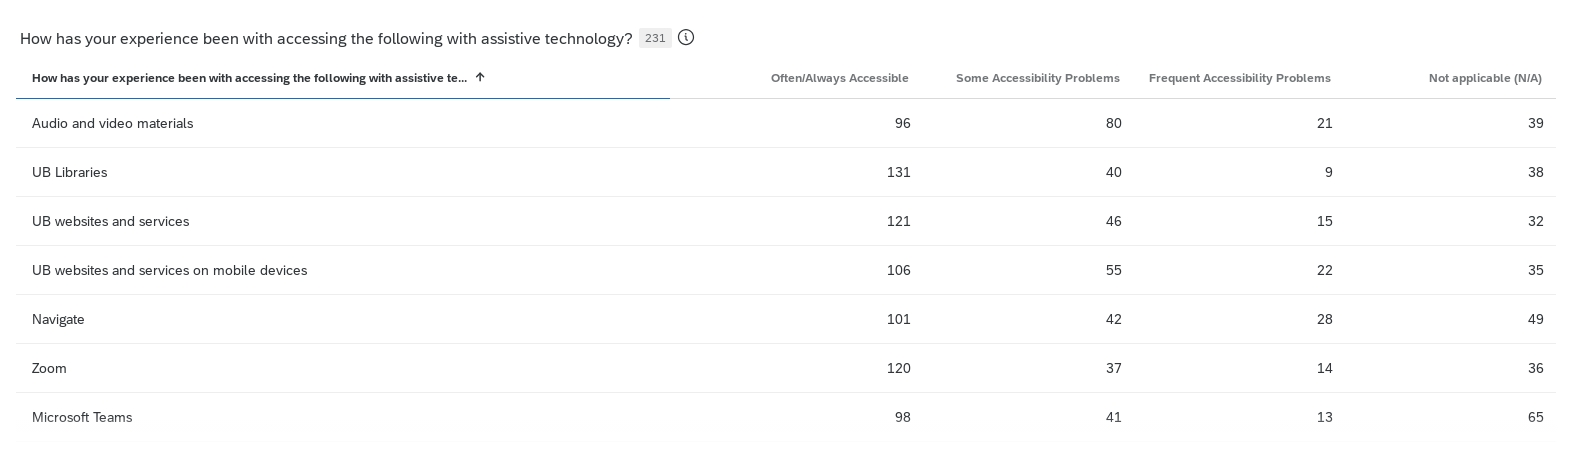 How has your experience been with accessing the following with assistive technology? 231
How has your experience been with accessing the following with assistive te... ↑ Often/Always Accessible Some Accessibility Problems Frequent Accessibility Problems Not applicable (N/A)
Audio and video materials 96 80 21 39
UB Libraries 131 40 9 38
UB websites and services 121 46 15 32
UB websites and services on mobile devices 106 55 22 35
Navigate 101 42 28 49
Zoom 120 37 14 36
Microsoft Teams 98 41 13 65